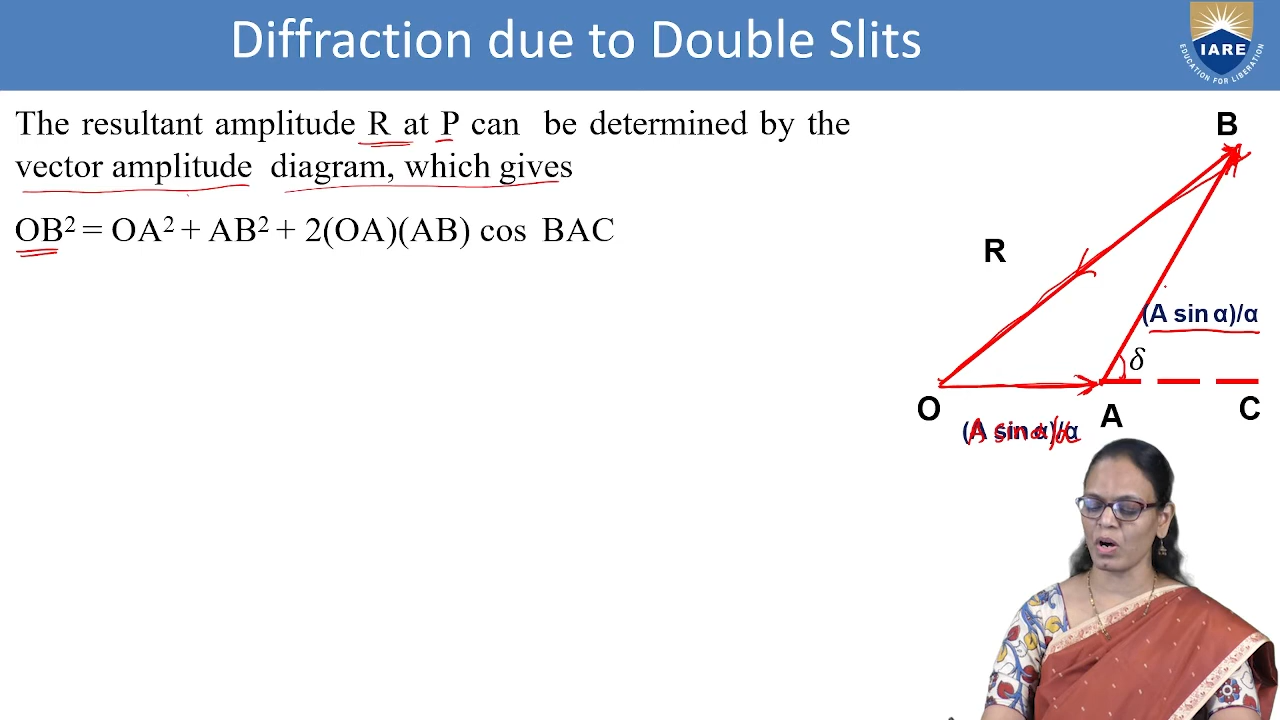 Diffraction due to Double Slits
IARE
EDUCATION FOR LIBERATION
The resultant amplitude R at P can be determined by the
vector amplitude diagram, which gives
OB² = OA² + AB² + 2(OA)(AB) cos BAC
B
R
(A sin α)/α
δ
O
A
C
(A sin α)/α
A sin α/α